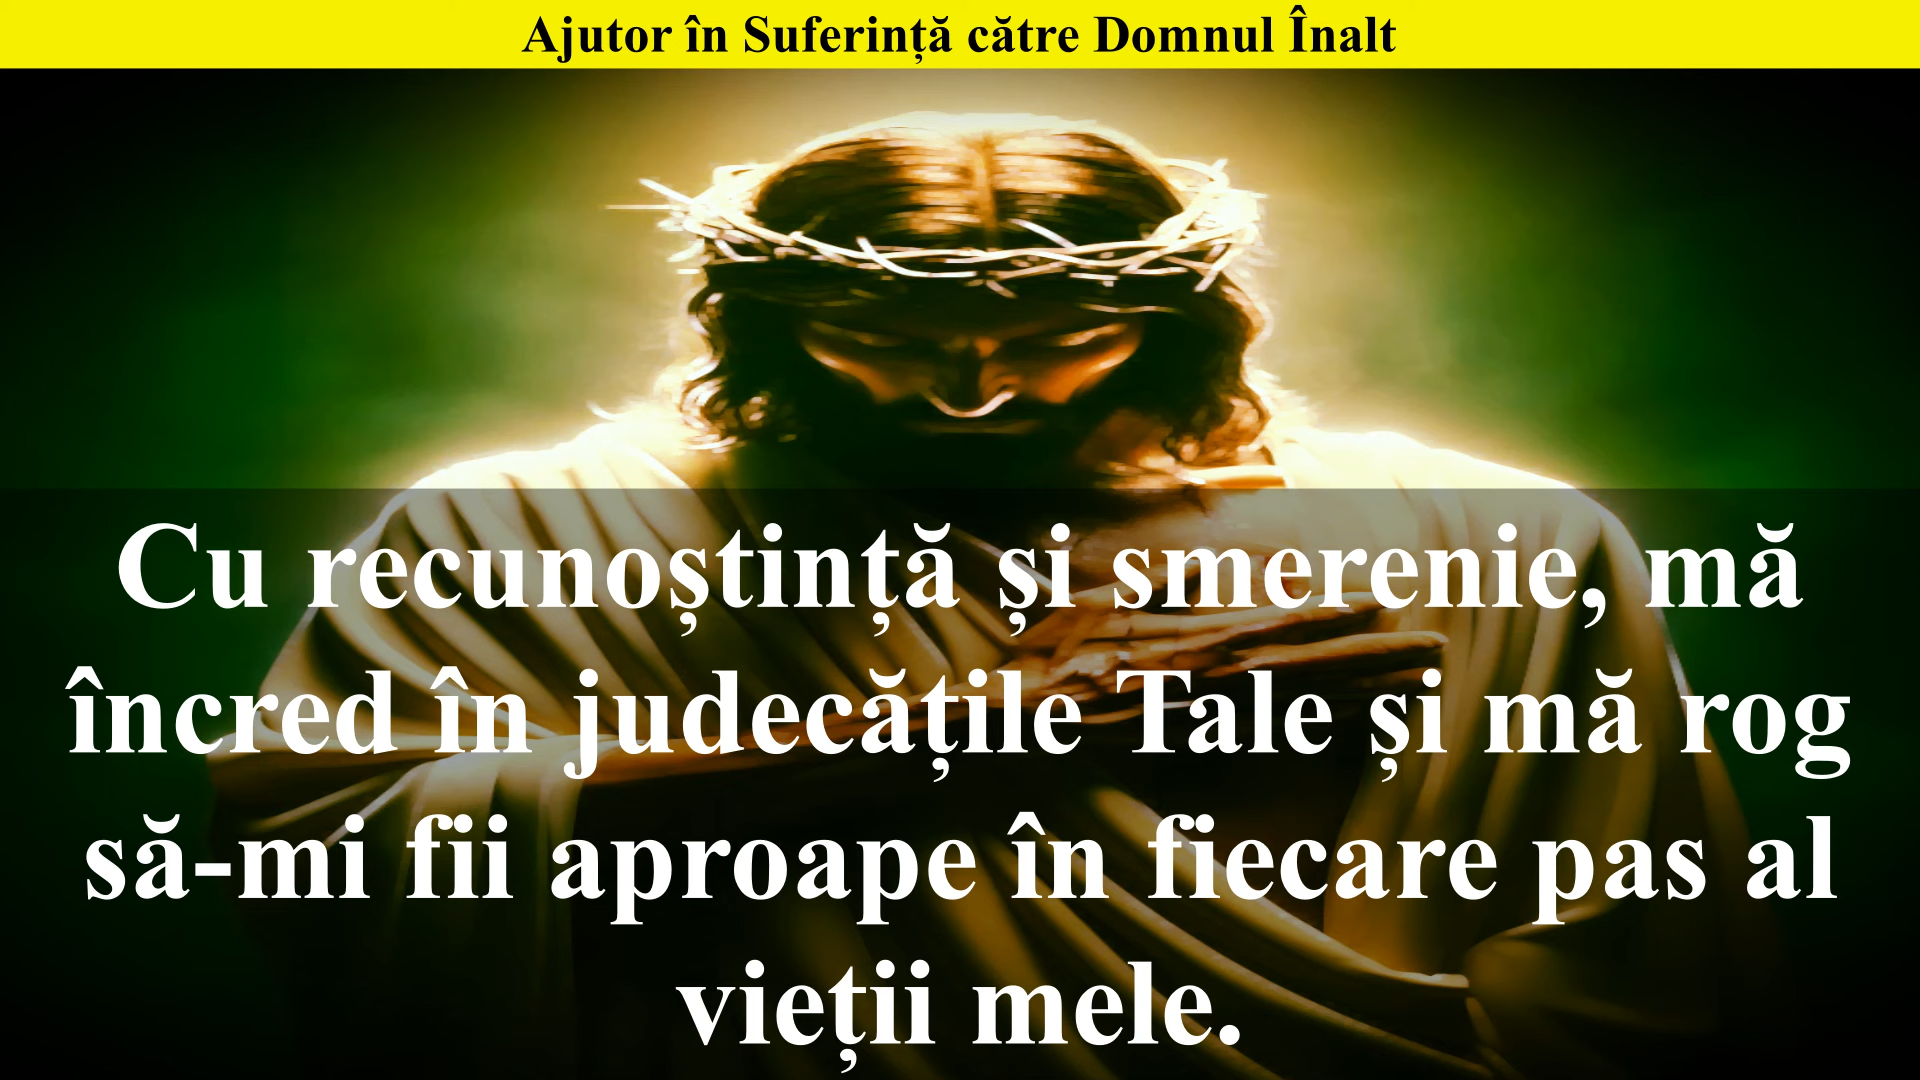 Ajutor în Suferință către Domnul Înalt
Cu recunoștință și smerenie, mă
încred în judecățile Tale și mă rog
să-mi fii aproape în fiecare pas al
vieții mele.